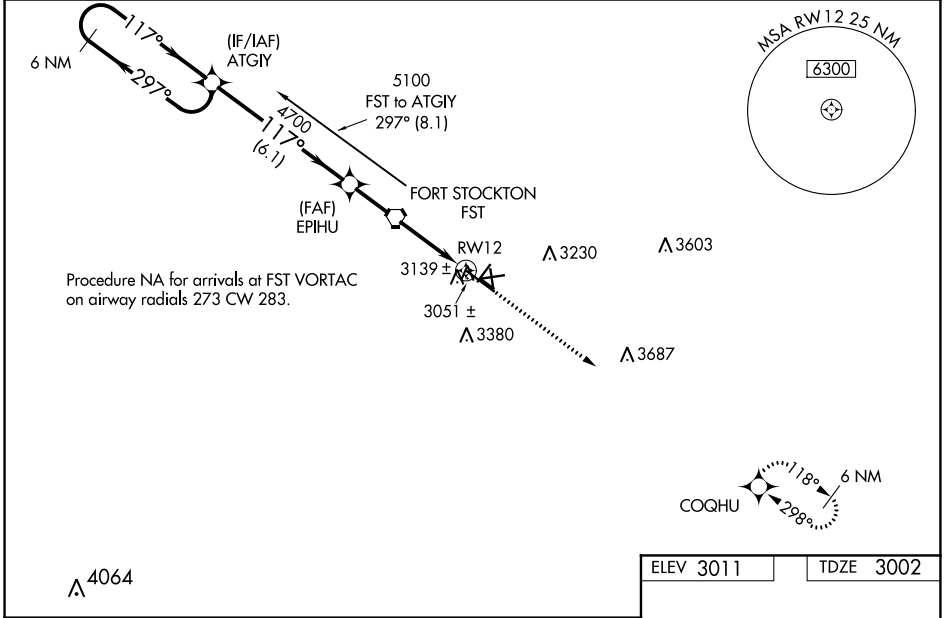 117°
6 NM
297°
(IF/IAF)
ATGIY
5100
FST to ATGIY
297° (8.1)
4700
117°
(6.1)
(FAF)
EPIHU
FORT STOCKTON
FST
RW12
3139 ±
3051 ±
3230
3603
3380
3687
Procedure NA for arrivals at FST VORTAC
on airway radials 273 CW 283.
MSA RW12 25 NM
6300
COQHU
118°
6 NM
298°
4064
ELEV 3011
TDZE 3002